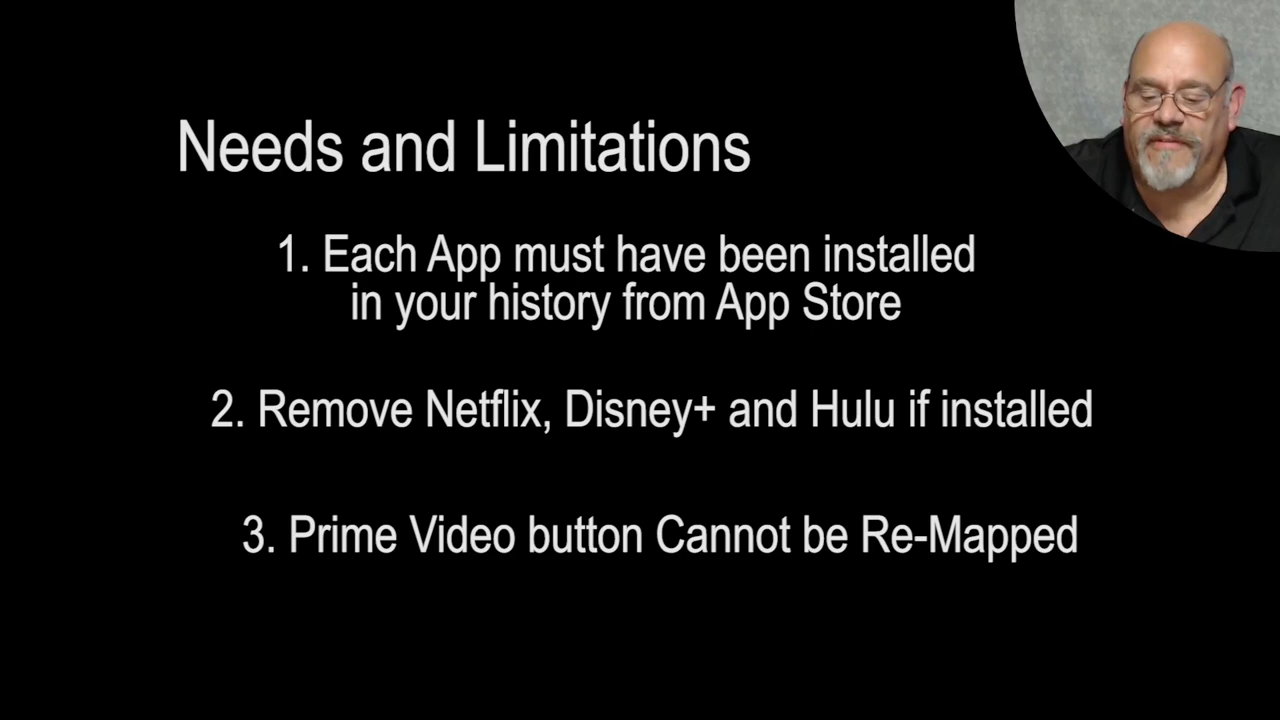 Needs and Limitations
1. Each App must have been installed
in your history from App Store
2. Remove Netflix, Disney+ and Hulu if installed
3. Prime Video button Cannot be Re-Mapped